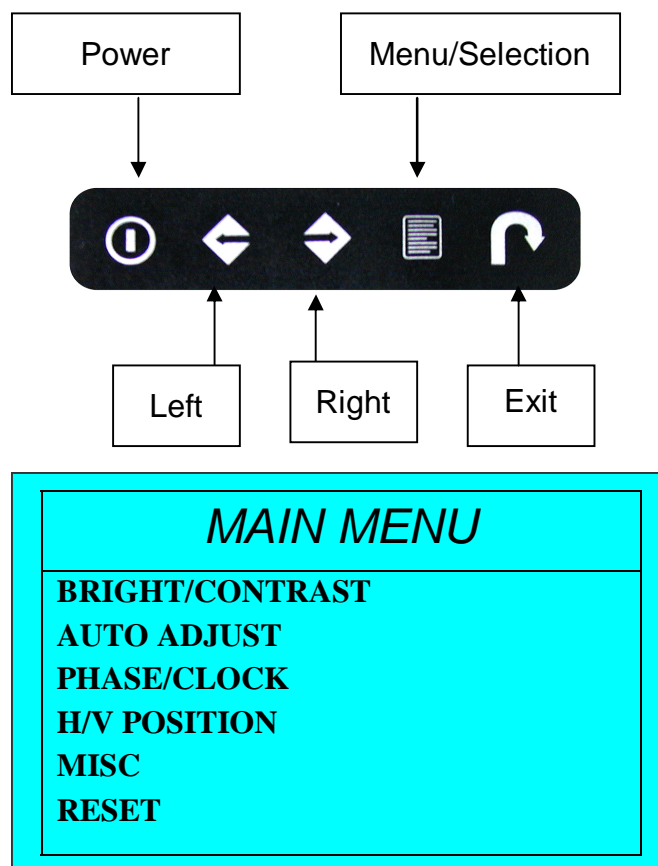 Power
Menu/Selection
Left
Right
Exit
MAIN MENU
BRIGHT/CONTRAST
AUTO ADJUST
PHASE/CLOCK
H/V POSITION
MISC
RESET